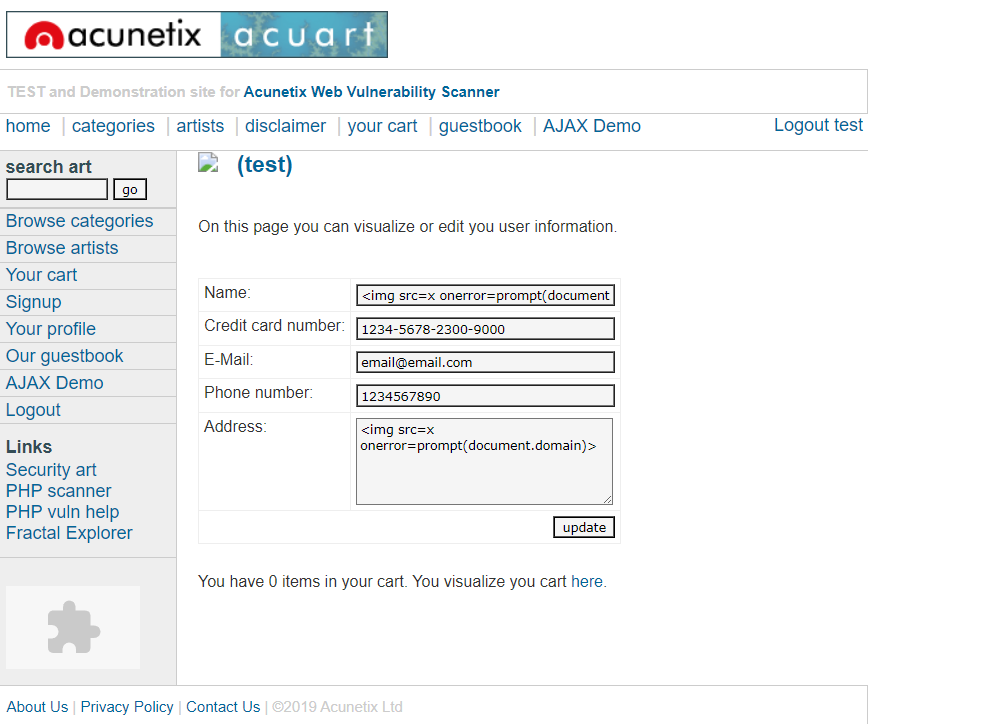 acunetix acuart
TEST and Demonstration site for Acunetix Web Vulnerability Scanner
home | categories | artists | disclaimer | your cart | guestbook | AJAX Demo Logout test
search art
go
Browse categories
Browse artists
Your cart
Signup
Your profile
Our guestbook
AJAX Demo
Logout
Links
Security art
PHP scanner
PHP vuln help
Fractal Explorer
(test)
On this page you can visualize or edit you user information.
Name: <img src=x onerror=prompt(document
Credit card number: 1234-5678-2300-9000
E-Mail: email@email.com
Phone number: 1234567890
Address: <img src=x
onerror=prompt(document.domain)>
update
You have 0 items in your cart. You visualize you cart here.
About Us | Privacy Policy | Contact Us | ©2019 Acunetix Ltd